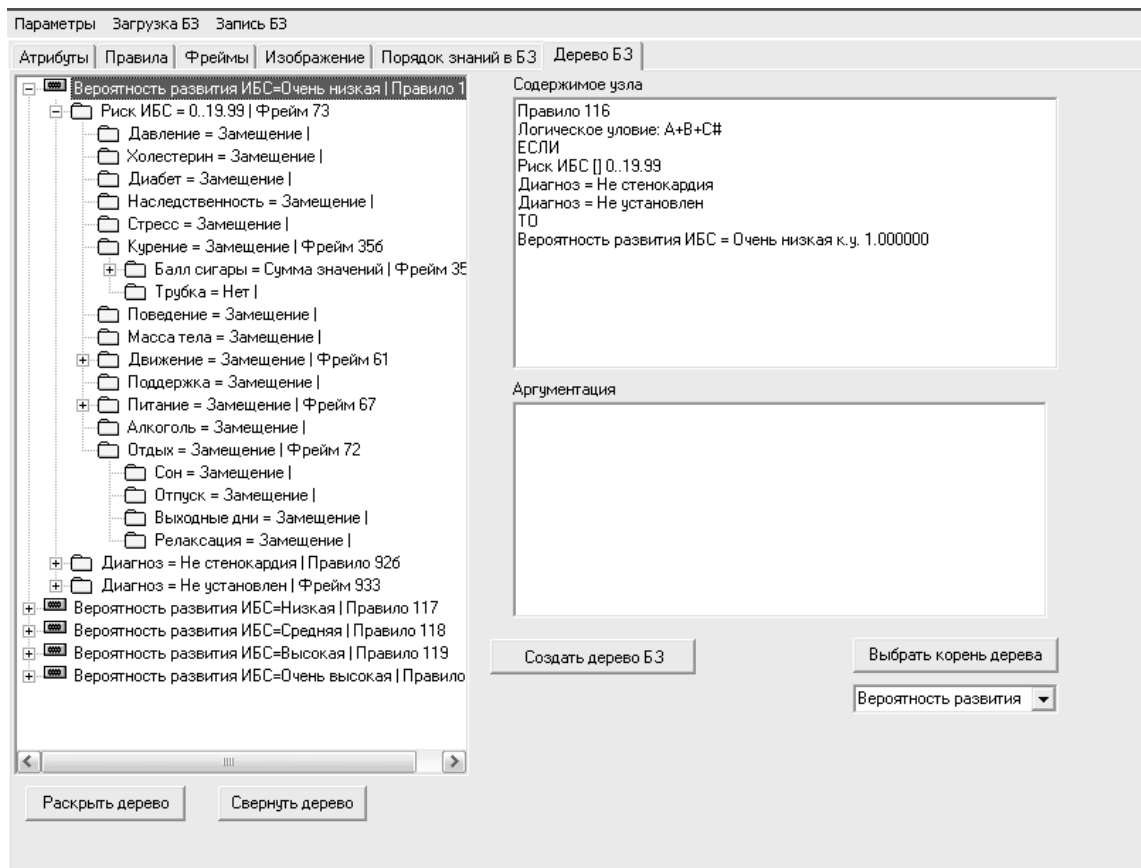 Параметры Загрузка БЗ Запись БЗ
Атрибуты Правила Фреймы Изображение Порядок знаний в БЗ Дерево БЗ
Вероятность развития ИБС=Очень низкая | Правило 1
Риск ИБС = 0..19.99 | Фрейм 73
Давление = Замещение |
Холестерин = Замещение |
Диабет = Замещение |
Наследственность = Замещение |
Стресс = Замещение |
Курение = Замещение | Фрейм 356
Балл сигары = Сумма значений | Фрейм 35
Трубка = Нет |
Поведение = Замещение |
Масса тела = Замещение |
Движение = Замещение | Фрейм 61
Поддержка = Замещение |
Питание = Замещение | Фрейм 67
Алкоголь = Замещение |
Отдых = Замещение | Фрейм 72
Сон = Замещение |
Отпуск = Замещение |
Выходные дни = Замещение |
Релаксация = Замещение |
Диагноз = Не стенокардия | Правило 926
Диагноз = Не установлен | Фрейм 933
Вероятность развития ИБС=Низкая | Правило 117
Вероятность развития ИБС=Средняя | Правило 118
Вероятность развития ИБС=Высокая | Правило 119
Вероятность развития ИБС=Очень высокая | Правило
Раскрыть дерево Свернуть дерево
Содержимое узла
Правило 116
Логическое уловие: A+B+C#
ЕСЛИ
Риск ИБС [] 0..19.99
Диагноз = Не стенокардия
Диагноз = Не установлен
ТО
Вероятность развития ИБС = Очень низкая к.у. 1.000000
Аргументация
Создать дерево БЗ
Выбрать корень дерева
Вероятность развития